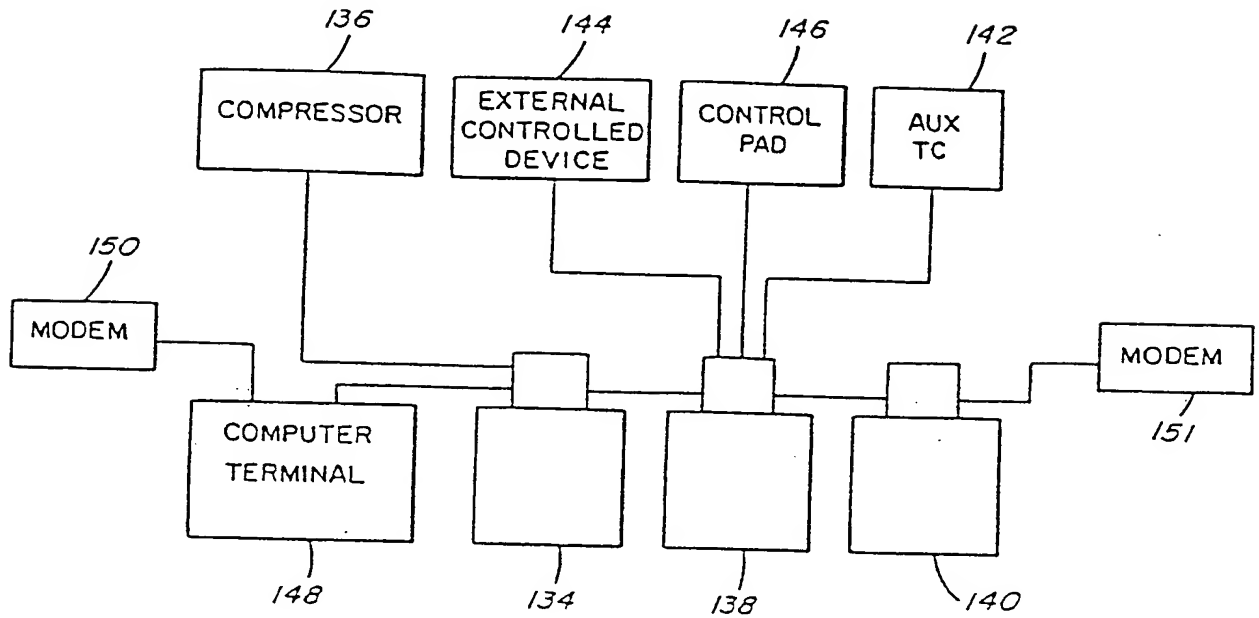 136
144
146
142
COMPRESSOR
EXTERNAL
CONTROLLED
DEVICE
CONTROL
PAD
AUX
TC
150
MODEM
MODEM
151
COMPUTER
TERMINAL
148
134
138
140